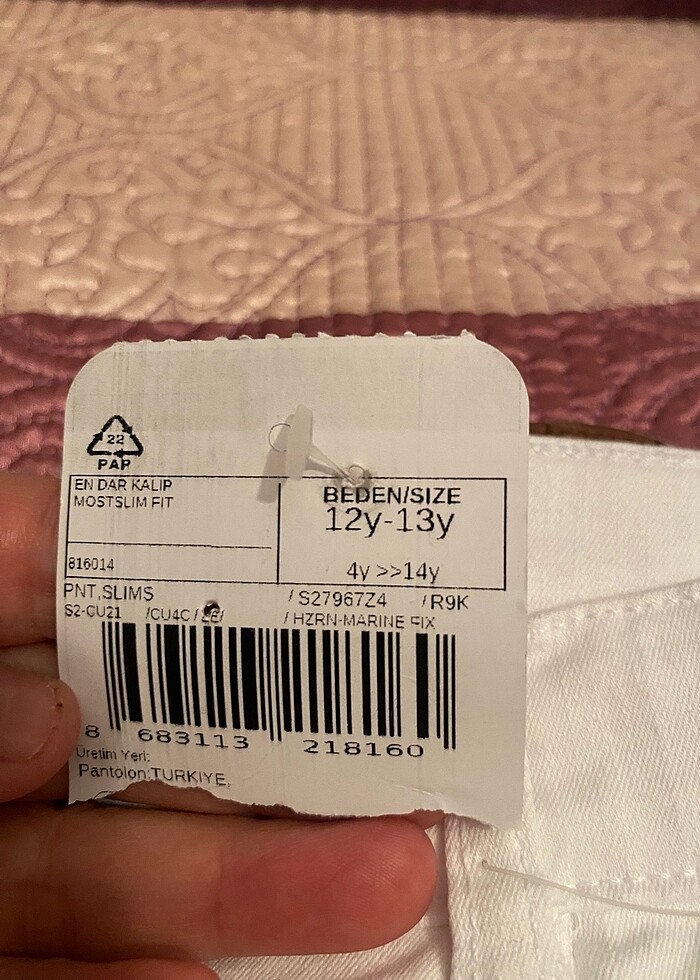 22
PAP
EN DAR KALIP
MOSTSLIM FIT
816014
BEDEN/SIZE
12y-13y
4y >>14y
PNT,SLIMS / S27967Z4 / R9K
S2-CU21 /CU4C / / HZRN-MARINE FIX
8 683113 218160
Üretim Yeri:
Pantolon:TURKIYE,